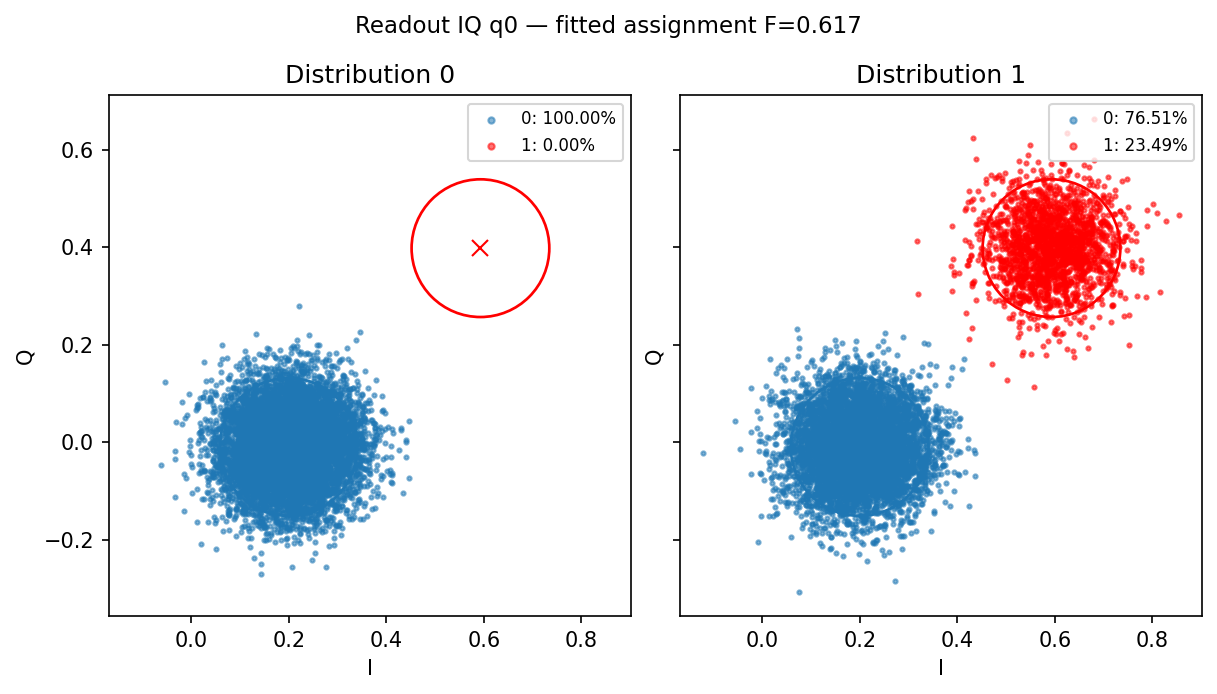 Readout IQ q0 — fitted assignment F=0.617
Distribution 0
Distribution 1
0: 100.00%
1: 0.00%
0: 76.51%
1: 23.49%
Q
0.6
0.4
0.2
0.0
−0.2
Q
0.0 0.2 0.4 0.6 0.8
0.0 0.2 0.4 0.6 0.8
I
I